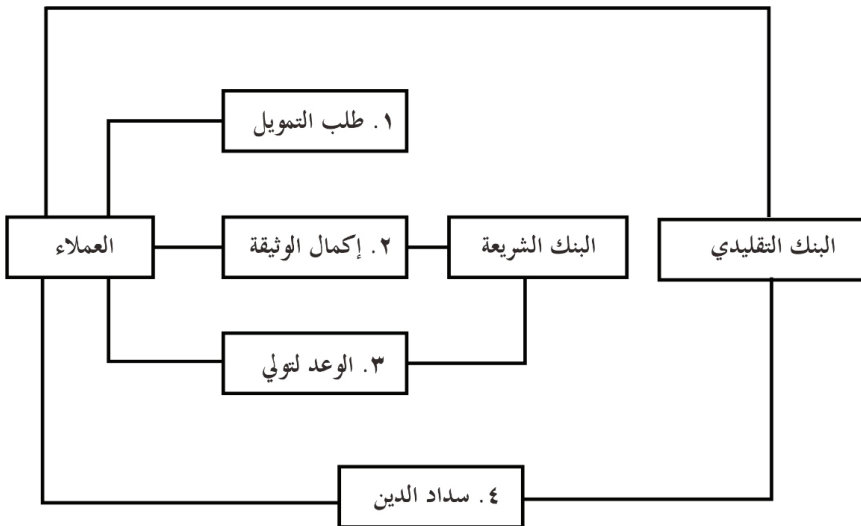 ١. طلب التمويل
البنك التقليدي
البنك الشريعة
٢. إكمال الوثيقة
العملاء
٣. الوعد لتولي
٤. سداد الدين